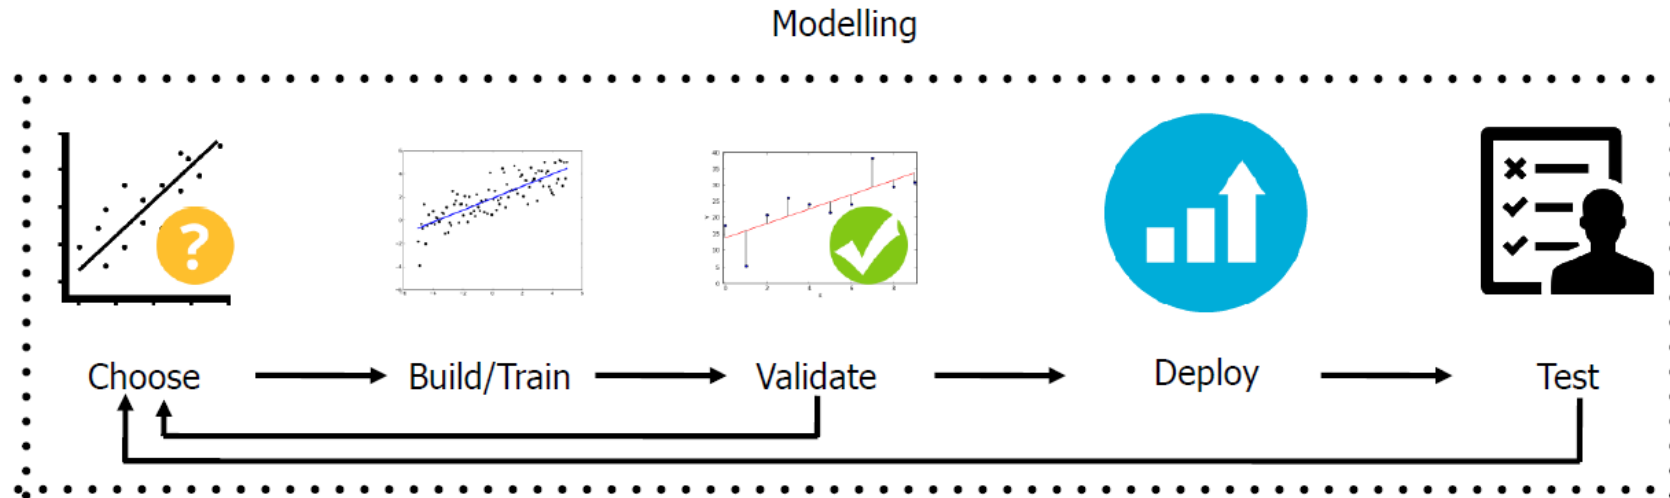 Modelling
?
Choose
Build/Train
Validate
Deploy
Test